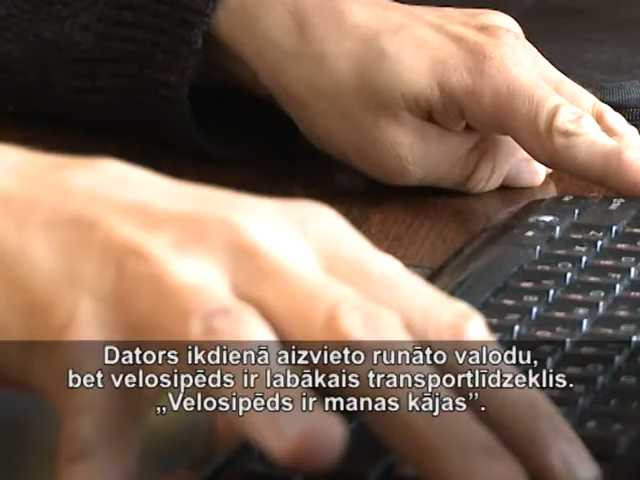 Dators ikdienā aizvieto runāto valodu,
bet velosipēds ir labākais transportlīdzeklis.
„Velosipēds ir manas kājas”.